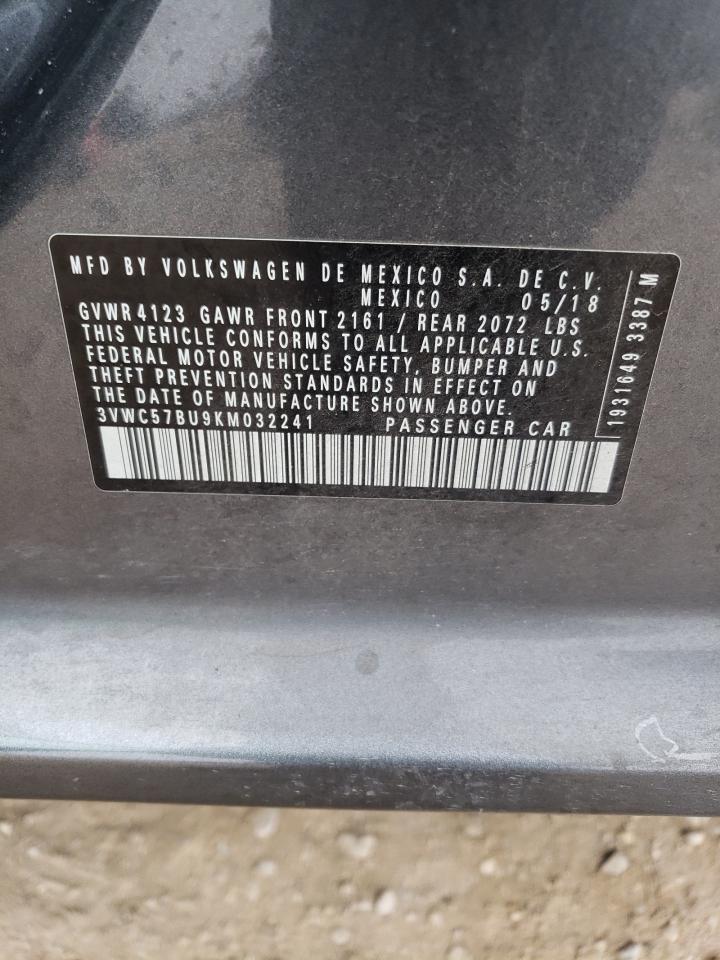 MFD BY VOLKSWAGEN DE MEXICO S.A. DE C.V.
MEXICO 05/18
GVWR 4123 GAWR FRONT 2161 / REAR 2072 LBS
THIS VEHICLE CONFORMS TO ALL APPLICABLE U.S.
FEDERAL MOTOR VEHICLE SAFETY, BUMPER AND
THEFT PREVENTION STANDARDS IN EFFECT ON
THE DATE OF MANUFACTURE SHOWN ABOVE.
3VWC57BU9KM032241 PASSENGER CAR
1931649 3387 M